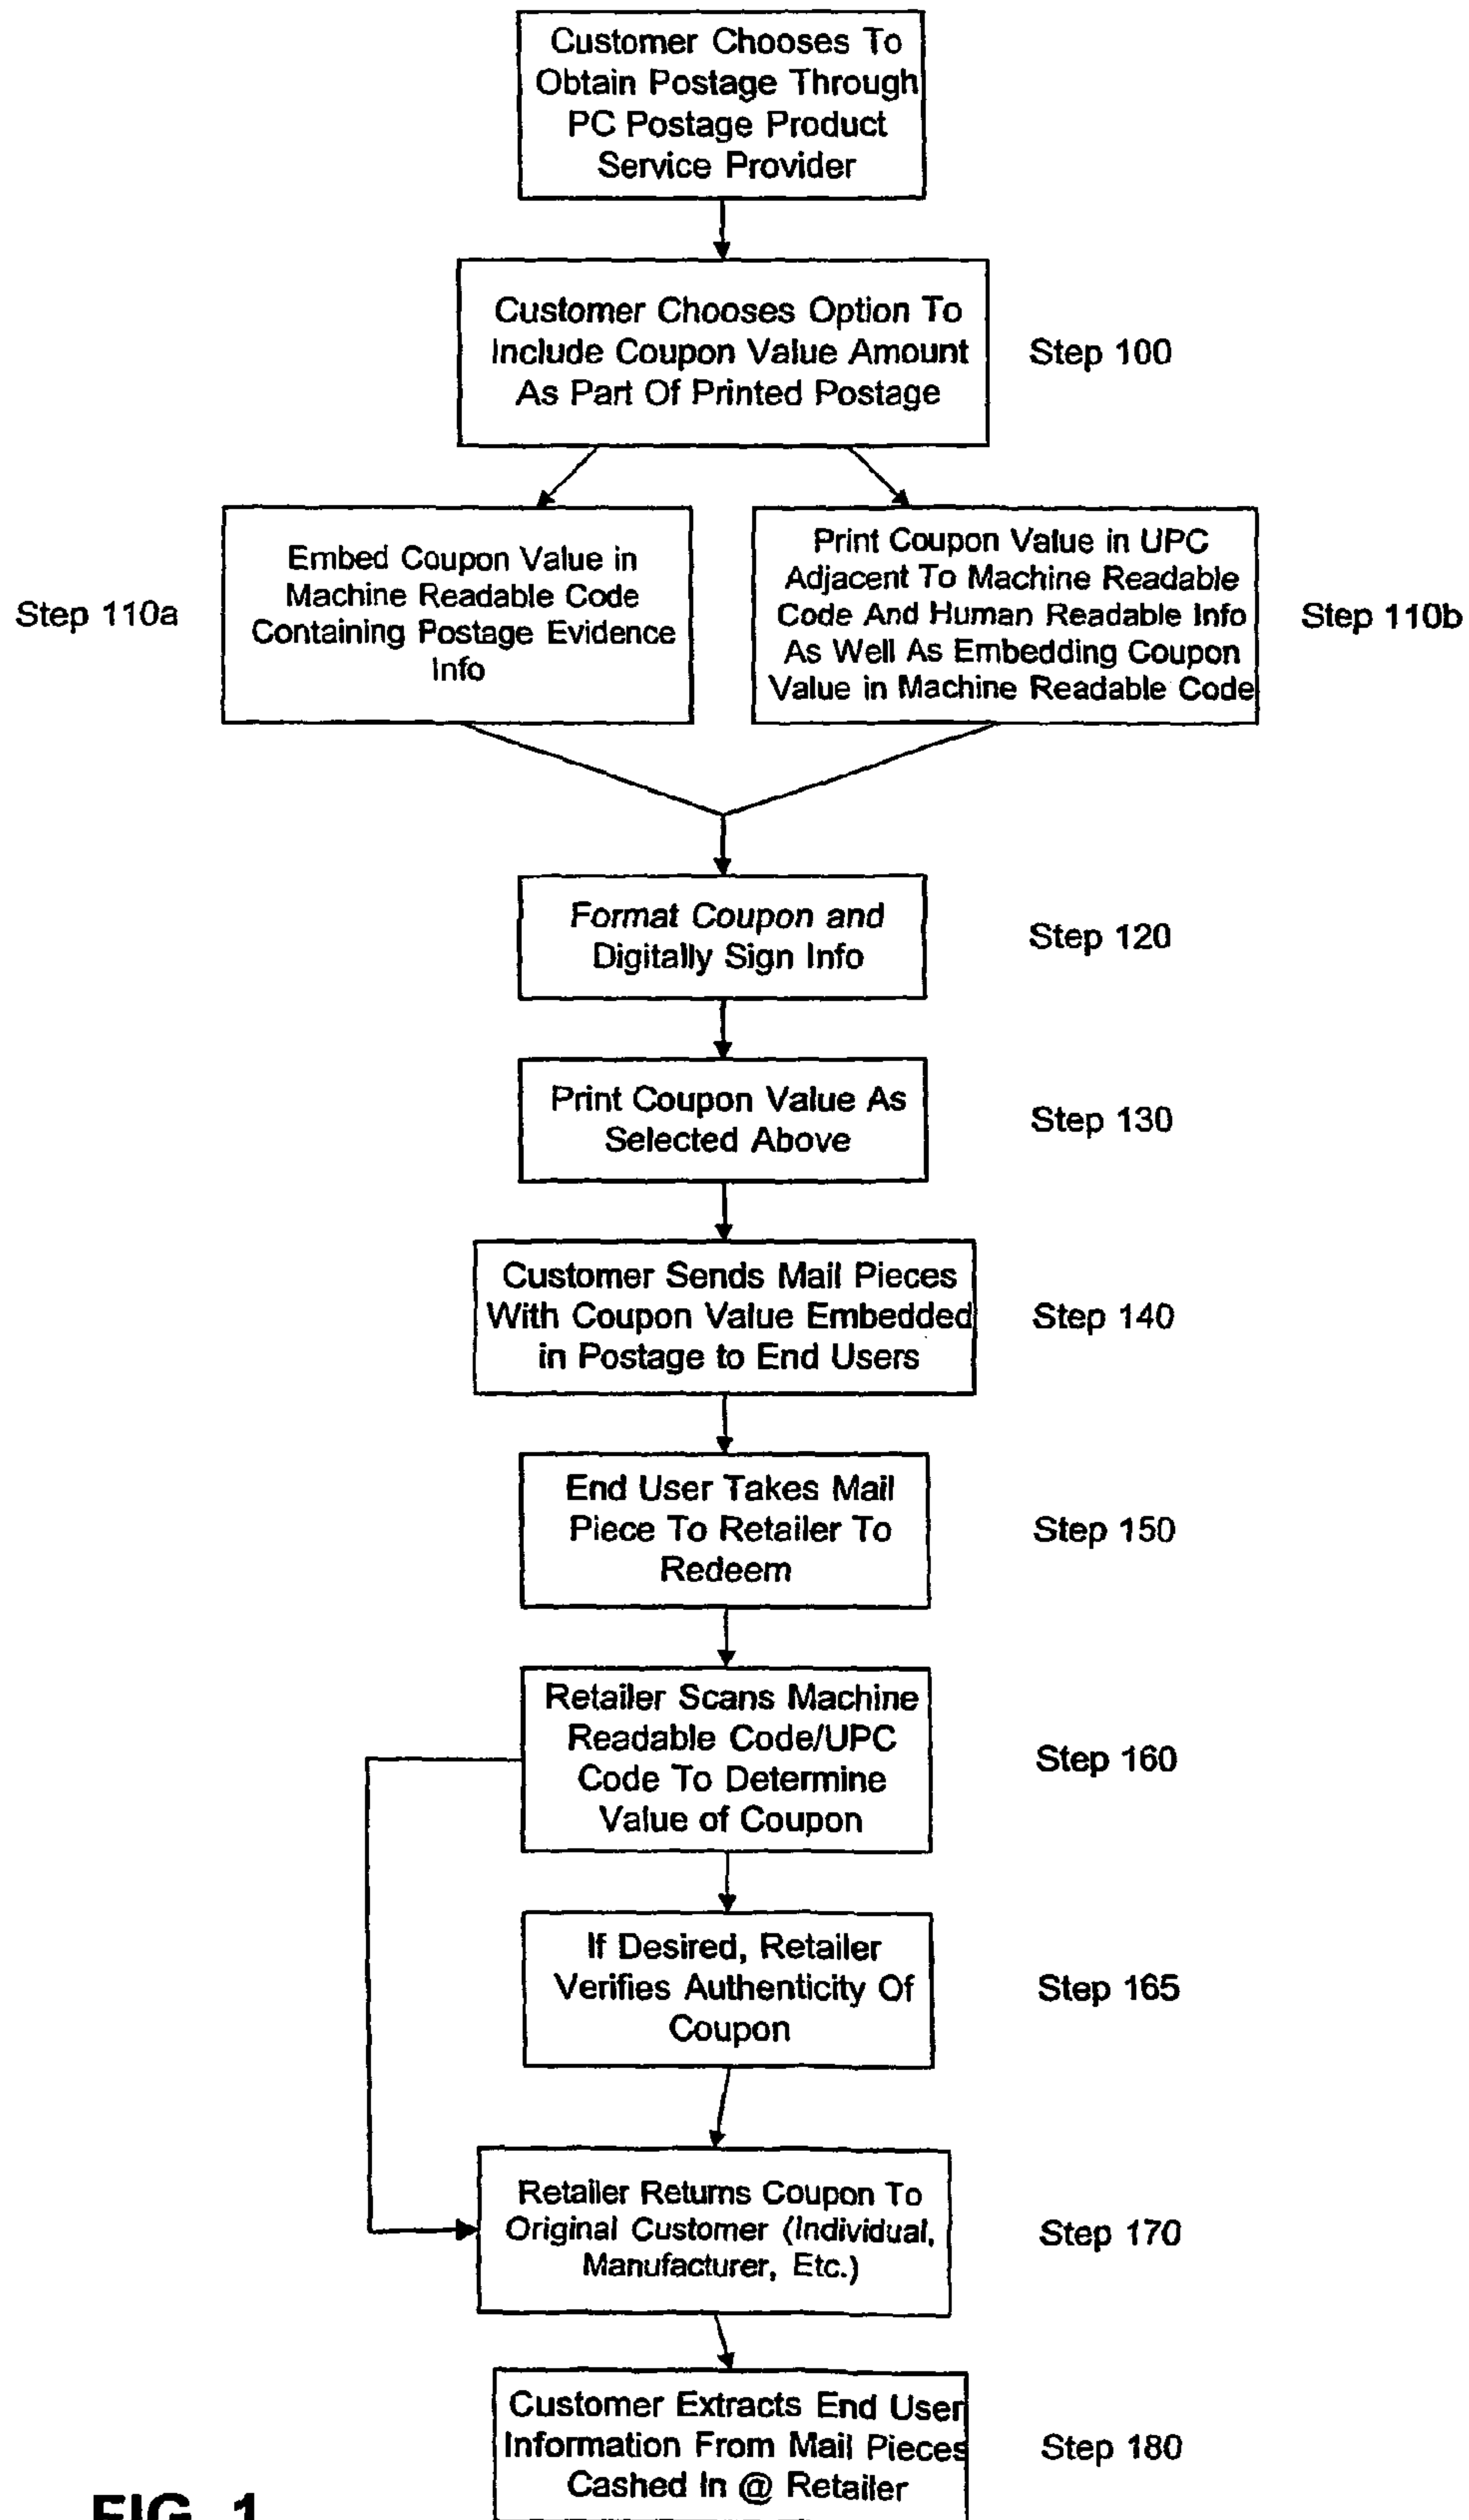 Customer Chooses To
Obtain Postage Through
PC Postage Product
Service Provider
Customer Chooses Option To
Include Coupon Value Amount
As Part Of Printed Postage
Step 100
Step 110a
Embed Coupon Value in
Machine Readable Code
Containing Postage Evidence
Info
Print Coupon Value in UPC
Adjacent To Machine Readable
Code And Human Readable Info
As Well As Embedding Coupon
Value in Machine Readable Code
Step 110b
Format Coupon and
Digitally Sign Info
Step 120
Print Coupon Value As
Selected Above
Step 130
Customer Sends Mail Pieces
With Coupon Value Embedded
in Postage to End Users
Step 140
End User Takes Mail
Piece To Retailer To
Redeem
Step 150
Retailer Scans Machine
Readable Code/UPC
Code To Determine
Value of Coupon
Step 160
If Desired, Retailer
Verifies Authenticity Of
Coupon
Step 165
Retailer Returns Coupon To
Original Customer (Individual,
Manufacturer, Etc.)
Step 170
Customer Extracts End User
Information From Mail Pieces
Cashed In @ Retailer
Step 180
FIG. 1